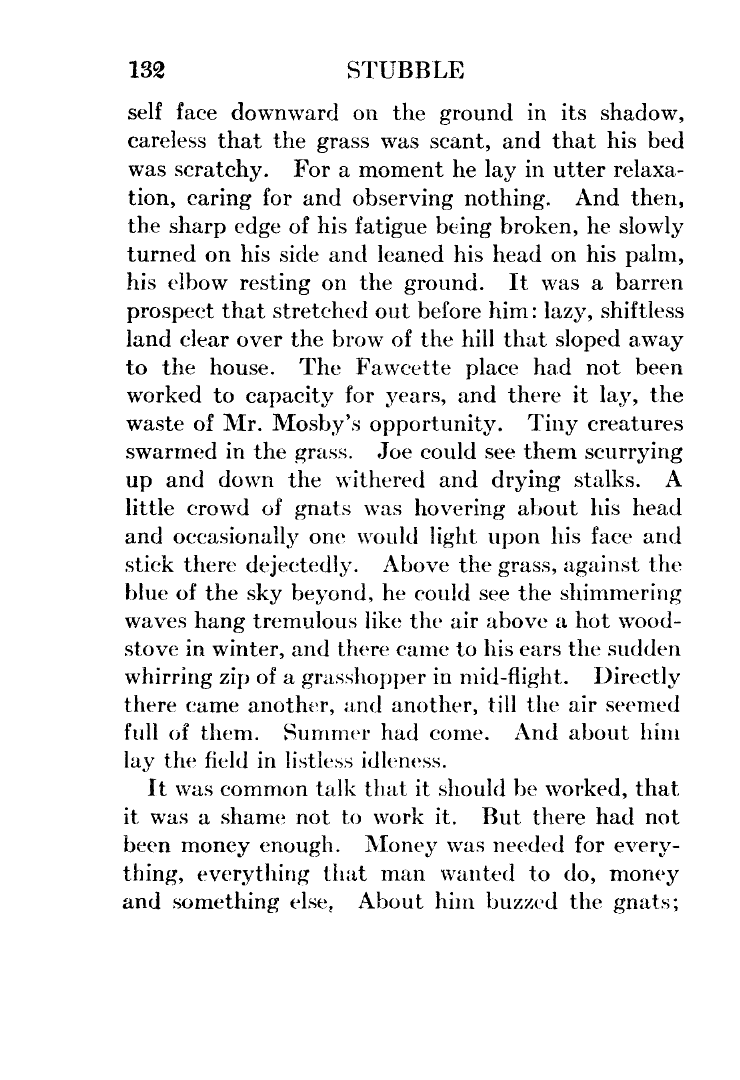 132 STUBBLE
self face downward on the ground in its shadow,
careless that the grass was scant, and that his bed
was scratchy. For a moment he lay in utter relaxa-
tion, caring for and observing nothing. And then,
the sharp edge of his fatigue being broken, he slowly
turned on his side and leaned his head on his palm,
his elbow resting on the ground. It was a barren
prospect that stretched out before him: lazy, shiftless
land clear over the brow of the hill that sloped away
to the house. The Fawcette place had not been
worked to capacity for years, and there it lay, the
waste of Mr. Mosby's opportunity. Tiny creatures
swarmed in the grass. Joe could see them scurrying
up and down the withered and drying stalks. A
little crowd of gnats was hovering about his head
and occasionally one would light upon his face and
stick there dejectedly. Above the grass, against the
blue of the sky beyond, he could see the shimmering
waves hang tremulous like the air above a hot wood-
stove in winter, and there came to his ears the sudden
whirring zip of a grasshopper in mid-flight. Directly
there came another, and another, till the air seemed
full of them. Summer had come. And about him
lay the field in listless idleness.
It was common talk that it should be worked, that
it was a shame not to work it. But there had not
been money enough. Money was needed for every-
thing, everything that man wanted to do, money
and something else, About him buzzed the gnats;